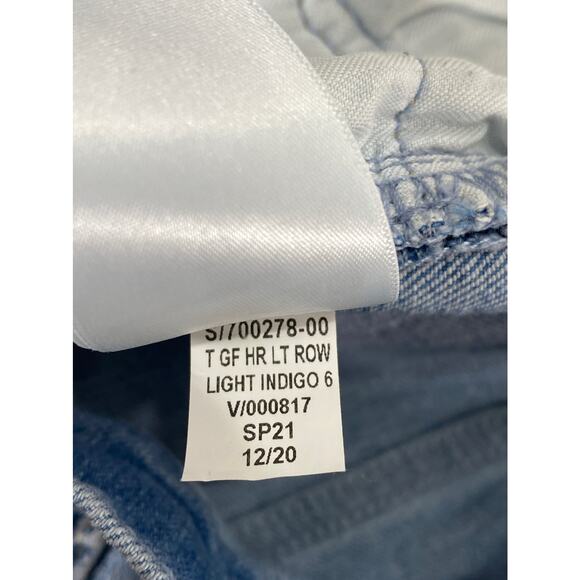 S/700278-00
T GF HR LT ROW
LIGHT INDIGO 6
V/000817
SP21
12/20